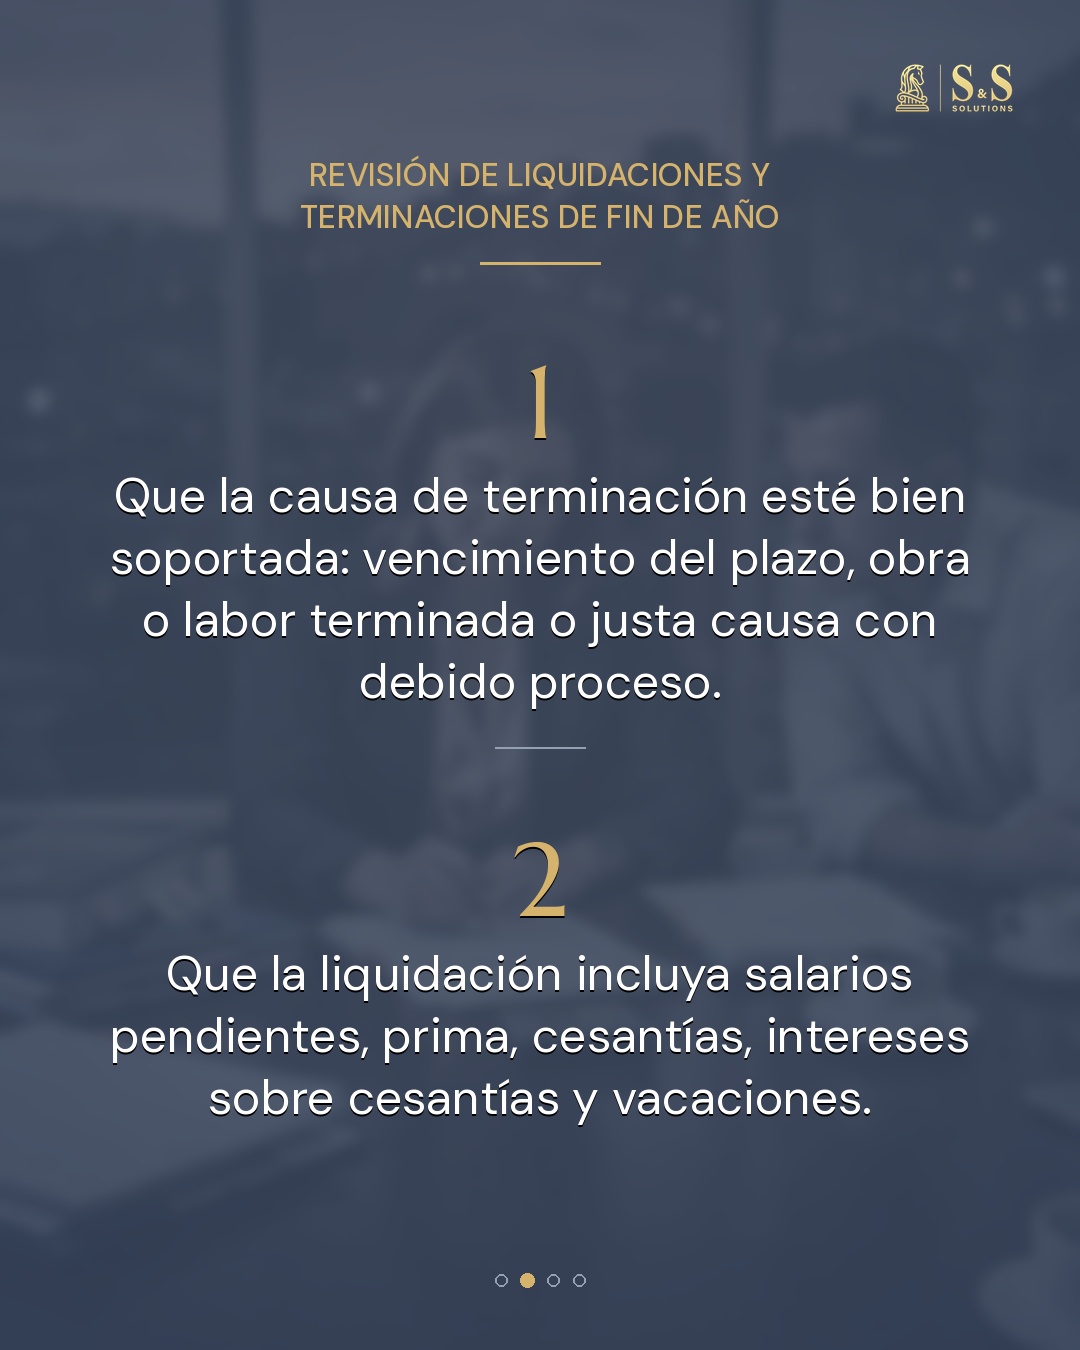 S&S
SOLUTIONS
REVISIÓN DE LIQUIDACIONES Y
TERMINACIONES DE FIN DE AÑO
1
Que la causa de terminación esté bien
soportada: vencimiento del plazo, obra
o labor terminada o justa causa con
debido proceso.
2
Que la liquidación incluya salarios
pendientes, prima, cesantías, intereses
sobre cesantías y vacaciones.